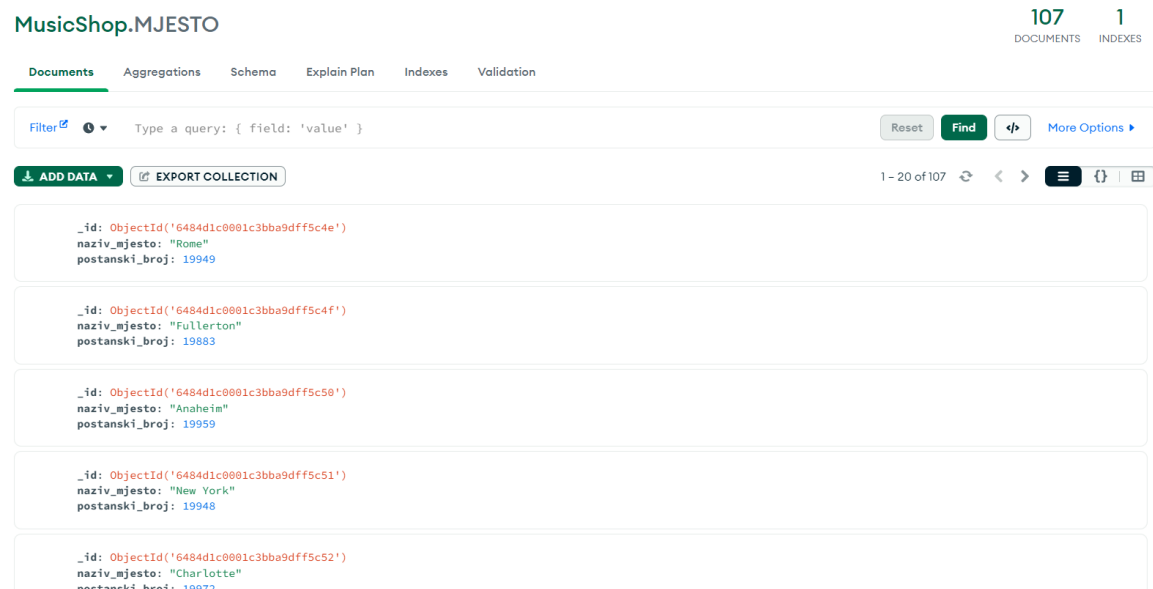 MusicShop.MJESTO
107 DOCUMENTS
1 INDEXES
Documents Aggregations Schema Explain Plan Indexes Validation
Filter Type a query: { field: 'value' } Reset Find </> More Options
ADD DATA EXPORT COLLECTION 1 – 20 of 107 {}
_id: ObjectId('6484d1c0001c3bba9dff5c4e')
naziv_mjesto: "Rome"
postanski_broj: 19949
_id: ObjectId('6484d1c0001c3bba9dff5c4f')
naziv_mjesto: "Fullerton"
postanski_broj: 19883
_id: ObjectId('6484d1c0001c3bba9dff5c50')
naziv_mjesto: "Anaheim"
postanski_broj: 19959
_id: ObjectId('6484d1c0001c3bba9dff5c51')
naziv_mjesto: "New York"
postanski_broj: 19948
_id: ObjectId('6484d1c0001c3bba9dff5c52')
naziv_mjesto: "Charlotte"
postanski_broj: 19972